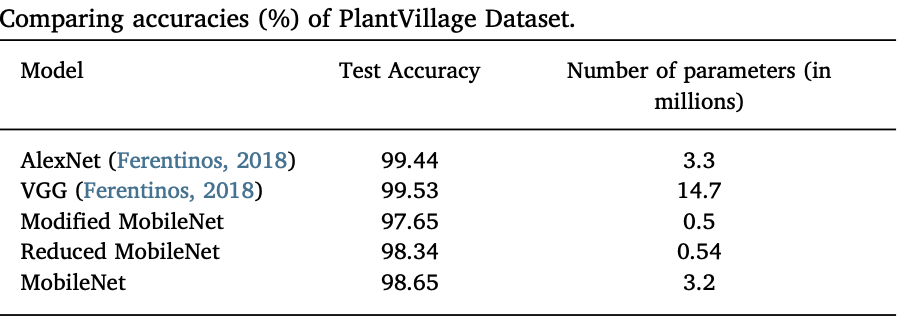 Comparing accuracies (%) of PlantVillage Dataset.
Model Test Accuracy Number of parameters (in
millions)
AlexNet (Ferentinos, 2018) 99.44 3.3
VGG (Ferentinos, 2018) 99.53 14.7
Modified MobileNet 97.65 0.5
Reduced MobileNet 98.34 0.54
MobileNet 98.65 3.2